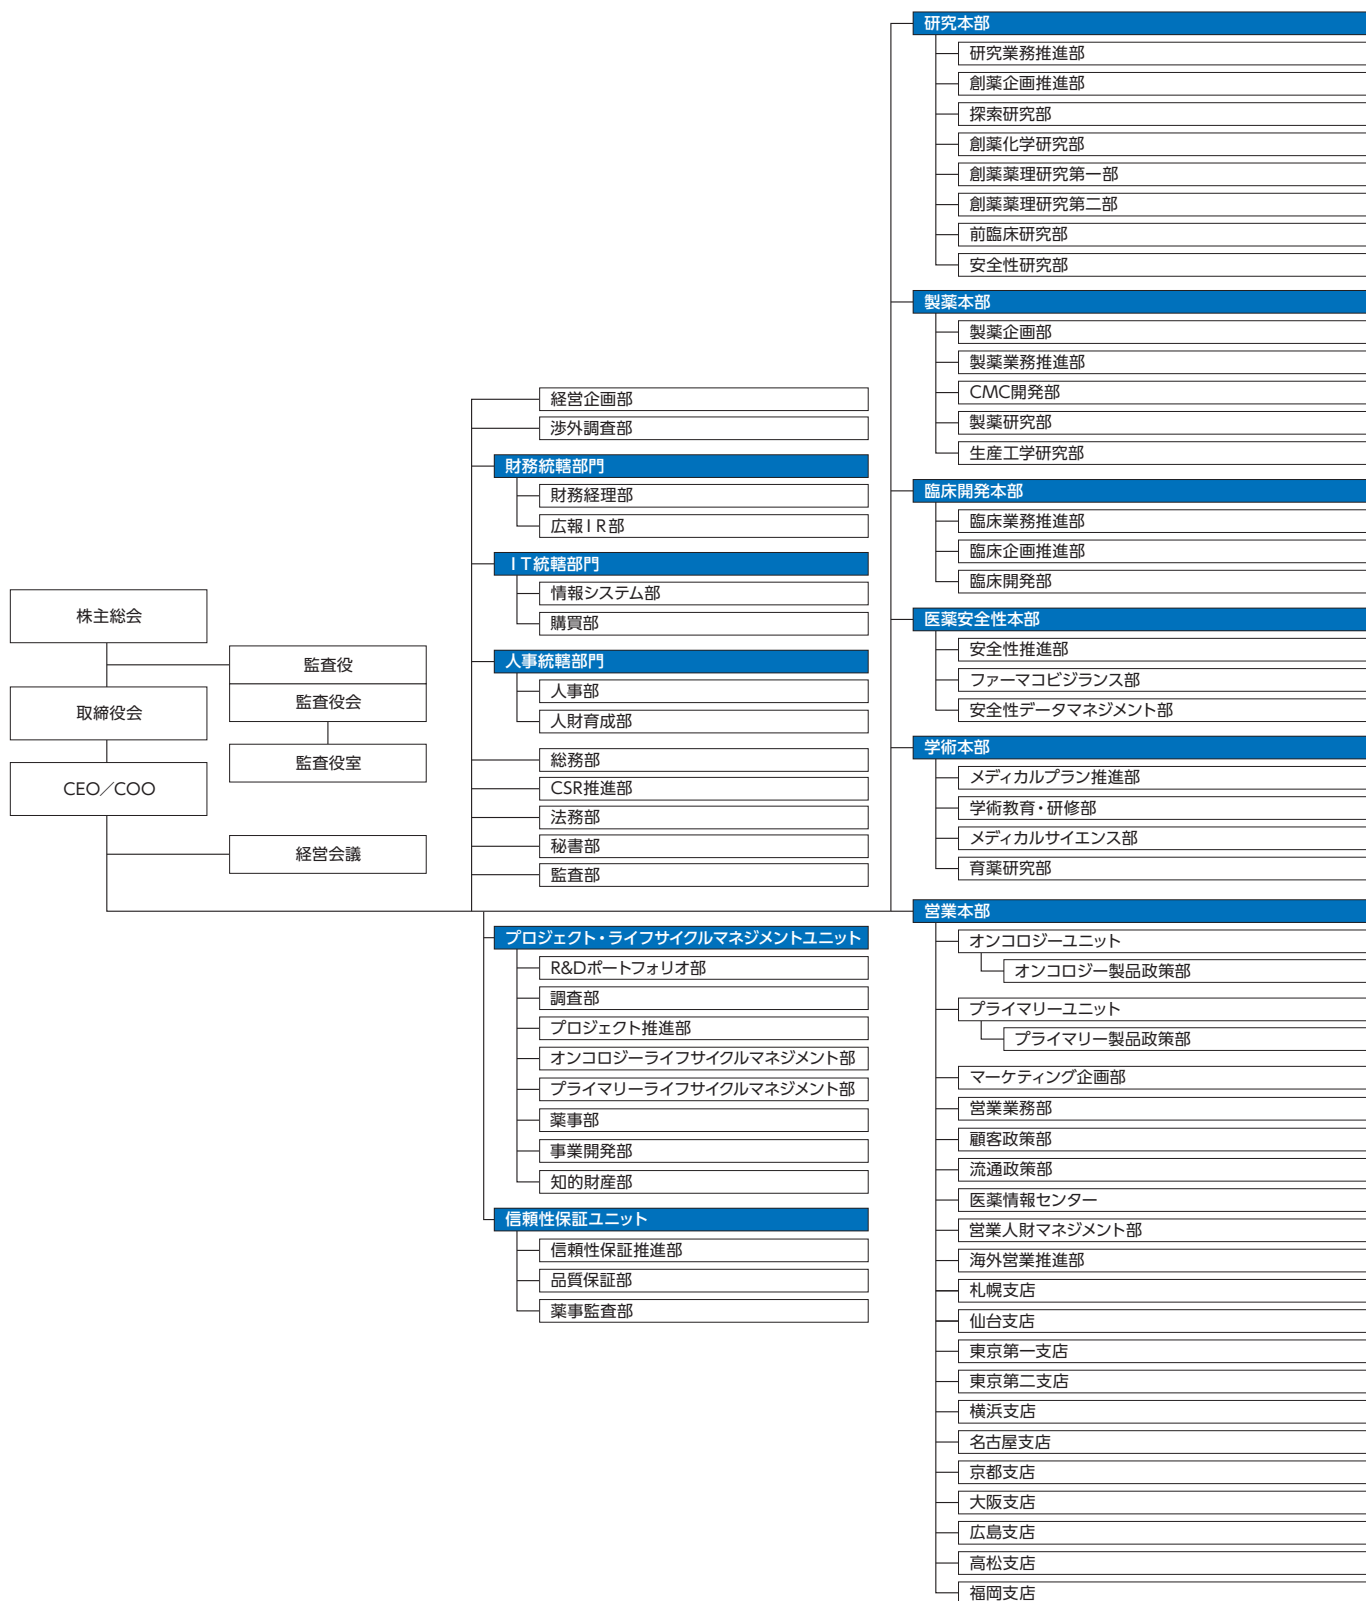 株主総会
監査役
監査役会
監査役室
取締役会
CEO／COO
経営会議
経営企画部
渉外調査部
財務統轄部門
財務経理部
広報IR部
IT統轄部門
情報システム部
購買部
人事統轄部門
人事部
人財育成部
総務部
CSR推進部
法務部
秘書部
監査部
プロジェクト・ライフサイクルマネジメントユニット
R&Dポートフォリオ部
調査部
プロジェクト推進部
オンコロジーライフサイクルマネジメント部
プライマリーライフサイクルマネジメント部
薬事部
事業開発部
知的財産部
信頼性保証ユニット
信頼性保証推進部
品質保証部
薬事監査部
研究本部
研究業務推進部
創薬企画推進部
探索研究部
創薬化学研究部
創薬薬理研究第一部
創薬薬理研究第二部
前臨床研究部
安全性研究部
製薬本部
製薬企画部
製薬業務推進部
CMC開発部
製薬研究部
生産工学研究部
臨床開発本部
臨床業務推進部
臨床企画推進部
臨床開発部
医薬安全性本部
安全性推進部
ファーマコビジランス部
安全性データマネジメント部
学術本部
メディカルプラン推進部
学術教育・研修部
メディカルサイエンス部
育薬研究部
営業本部
オンコロジーユニット
オンコロジー製品政策部
プライマリーユニット
プライマリー製品政策部
マーケティング企画部
営業業務部
顧客政策部
流通政策部
医薬情報センター
営業人財マネジメント部
海外営業推進部
札幌支店
仙台支店
東京第一支店
東京第二支店
横浜支店
名古屋支店
京都支店
大阪支店
広島支店
高松支店
福岡支店